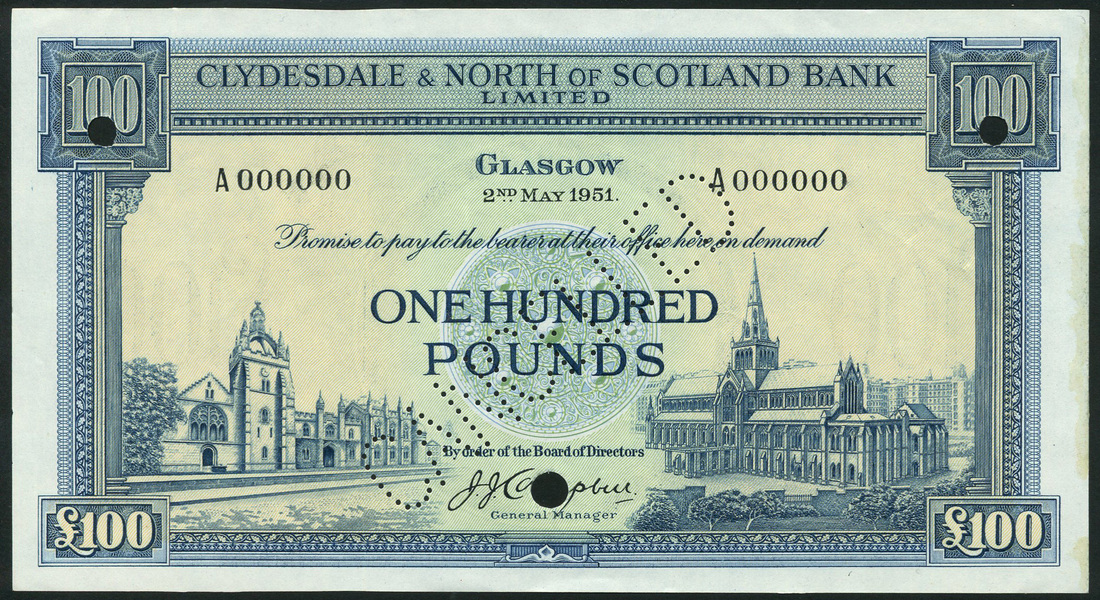 100 CLYDESDALE & NORTH OF SCOTLAND BANK 100
LIMITED
GLASGOW
A 000000 A 000000
2ND MAY 1951.
Promise to pay to the bearer at their office here, on demand
ONE HUNDRED
POUNDS
By order of the Board of Directors
General Manager
£100 £100